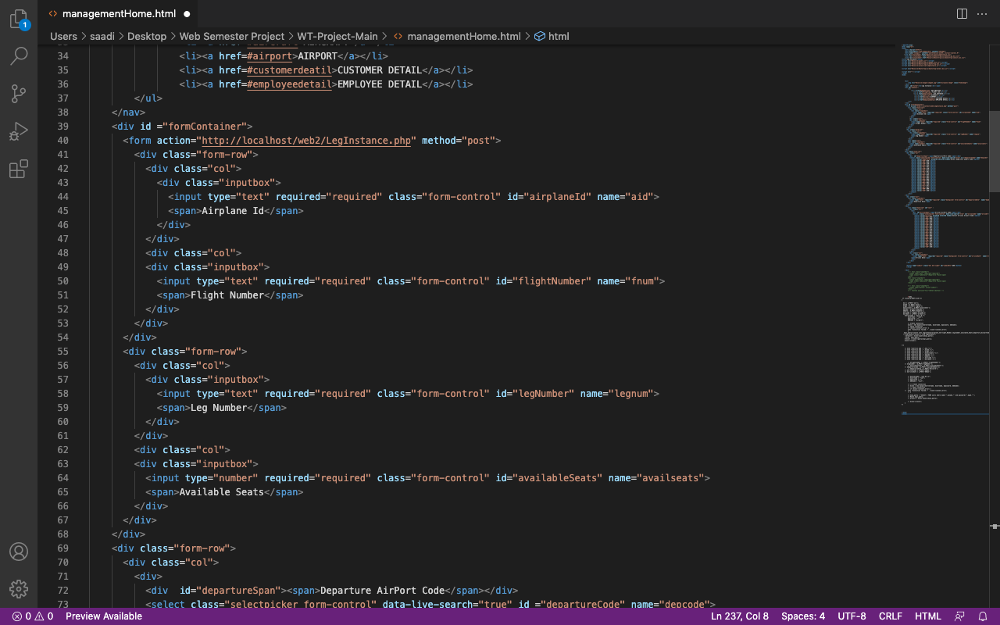 managementHome.html
1
Users > saadi > Desktop > Web Semester Project > WT-Project-Main > managementHome.html > html
34 <li><a href=#airport>AIRPORT</a></li>
35 <li><a href=#customerdeatil>CUSTOMER DETAIL</a></li>
36 <li><a href=#employeedetail>EMPLOYEE DETAIL</a></li>
37 </ul>
38 </nav>
39 <div id ="formContainer">
40 <form action="http://localhost/web2/LegInstance.php" method="post">
41 <div class="form-row">
42 <div class="col">
43 <div class="inputbox">
44 <input type="text" required="required" class="form-control" id="airplaneId" name="aid">
45 <span>Airplane Id</span>
46 </div>
47 </div>
48 <div class="col">
49 <div class="inputbox">
50 <input type="text" required="required" class="form-control" id="flightNumber" name="fnum">
51 <span>Flight Number</span>
52 </div>
53 </div>
54 </div>
55 <div class="form-row">
56 <div class="col">
57 <div class="inputbox">
58 <input type="text" required="required" class="form-control" id="legNumber" name="legnum">
59 <span>Leg Number</span>
60 </div>
61 </div>
62 <div class="col">
63 <div class="inputbox">
64 <input type="number" required="required" class="form-control" id="availableSeats" name="availseats">
65 <span>Available Seats</span>
66 </div>
67 </div>
68 </div>
69 <div class="form-row">
70 <div class="col">
71 <div>
72 <div  id="departureSpan"><span>Departure AirPort Code</span></div>
73 <select class="selectpicker form-control" data-live-search="true" id ="departureCode" name="depcode">
0 0 Preview Available Ln 237, Col 8 Spaces: 4 UTF-8 CRLF HTML